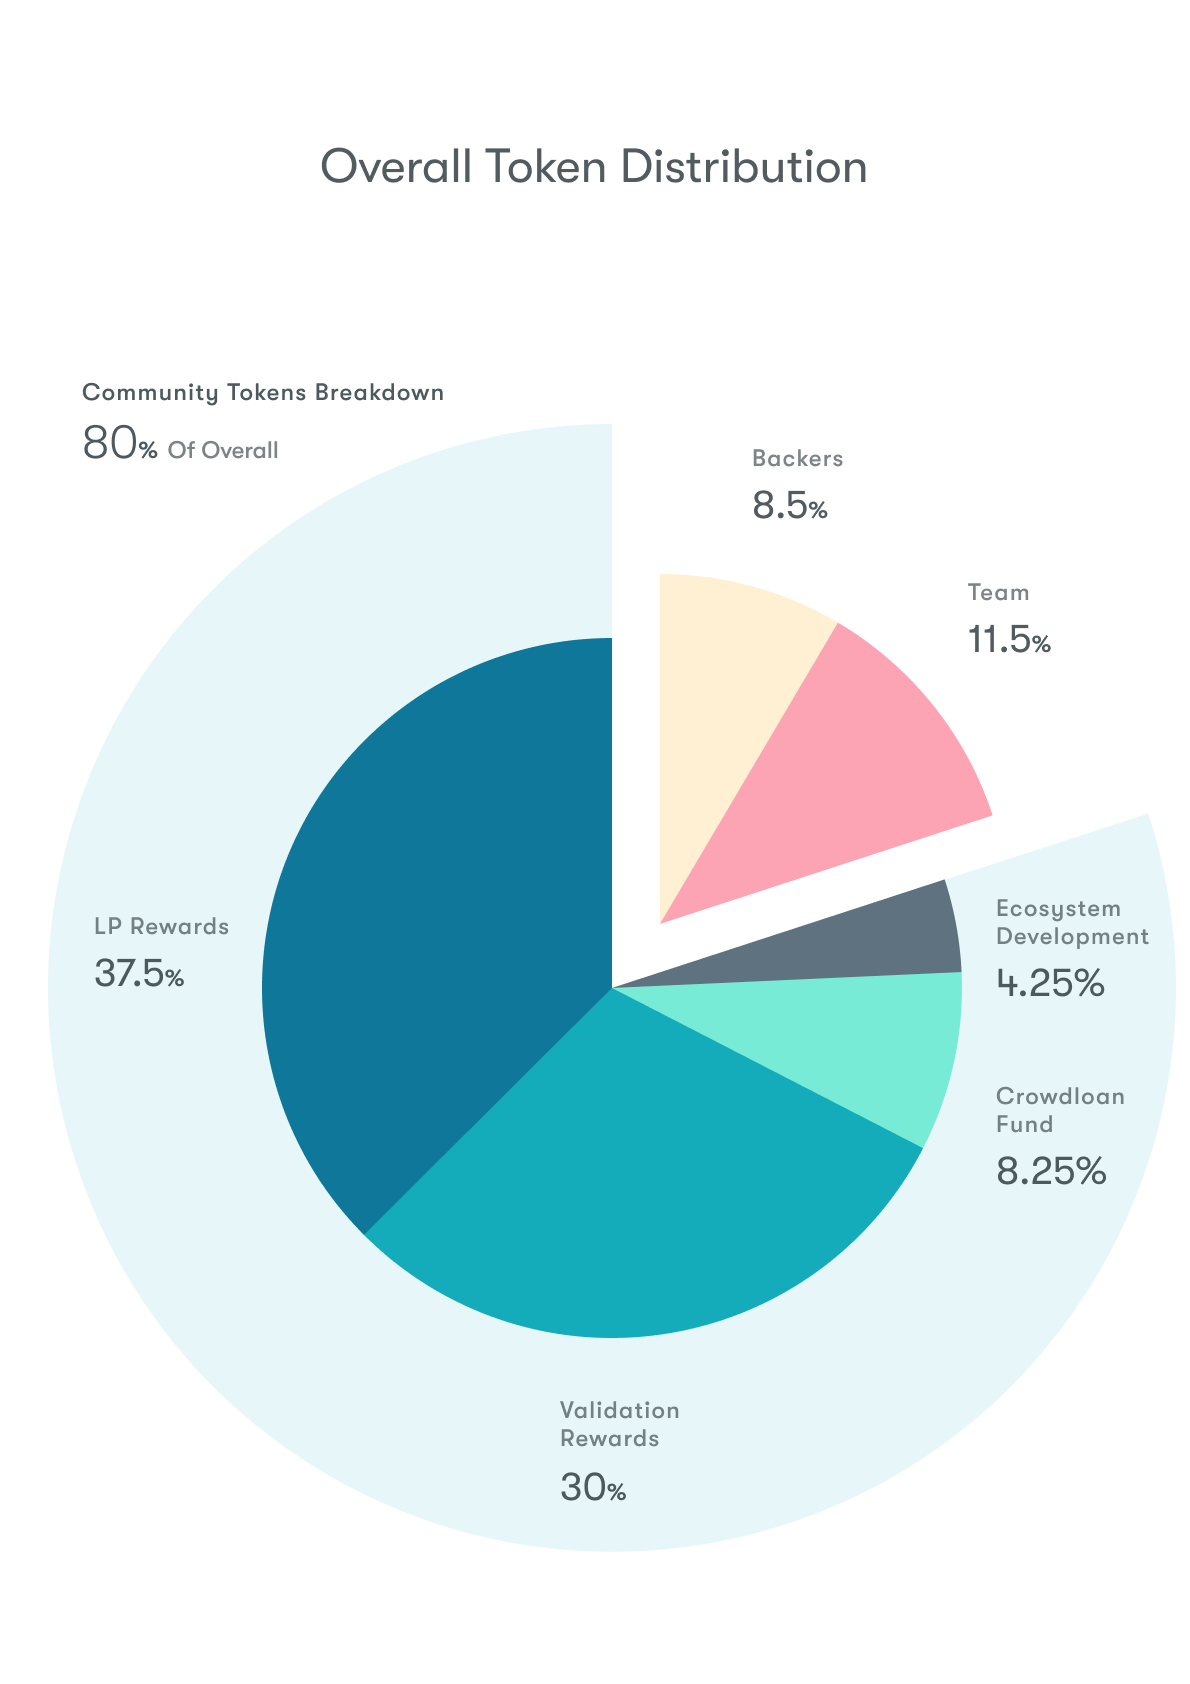 Overall Token Distribution
Community Tokens Breakdown
80% Of Overall
Backers
8.5%
Team
11.5%
LP Rewards
37.5%
Ecosystem
Development
4.25%
Crowdloan
Fund
8.25%
Validation
Rewards
30%